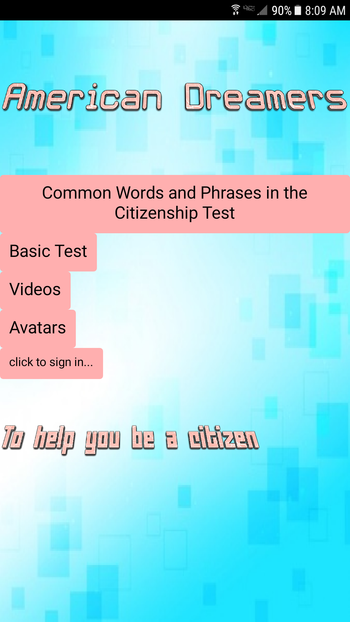 90% 8:09 AM
American Dreamers
Common Words and Phrases in the
Citizenship Test
Basic Test
Videos
Avatars
click to sign in...
To help you be a citizen